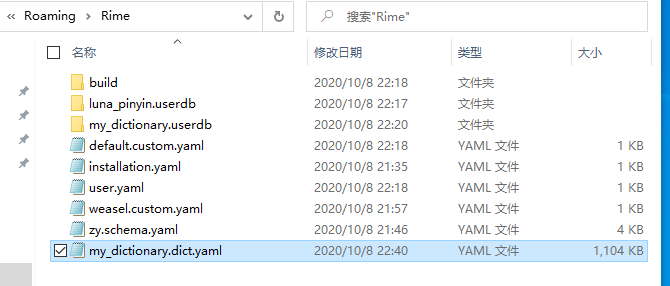 « Roaming › Rime 搜索"Rime"
名称 修改日期 类型 大小
build 2020/10/8 22:18 文件夹
luna_pinyin.userdb 2020/10/8 22:17 文件夹
my_dictionary.userdb 2020/10/8 22:20 文件夹
default.custom.yaml 2020/10/8 22:18 YAML 文件 1 KB
installation.yaml 2020/10/8 21:35 YAML 文件 1 KB
user.yaml 2020/10/8 22:18 YAML 文件 1 KB
weasel.custom.yaml 2020/10/8 21:57 YAML 文件 1 KB
zy.schema.yaml 2020/10/8 21:46 YAML 文件 4 KB
my_dictionary.dict.yaml 2020/10/8 22:40 YAML 文件 1,104 KB